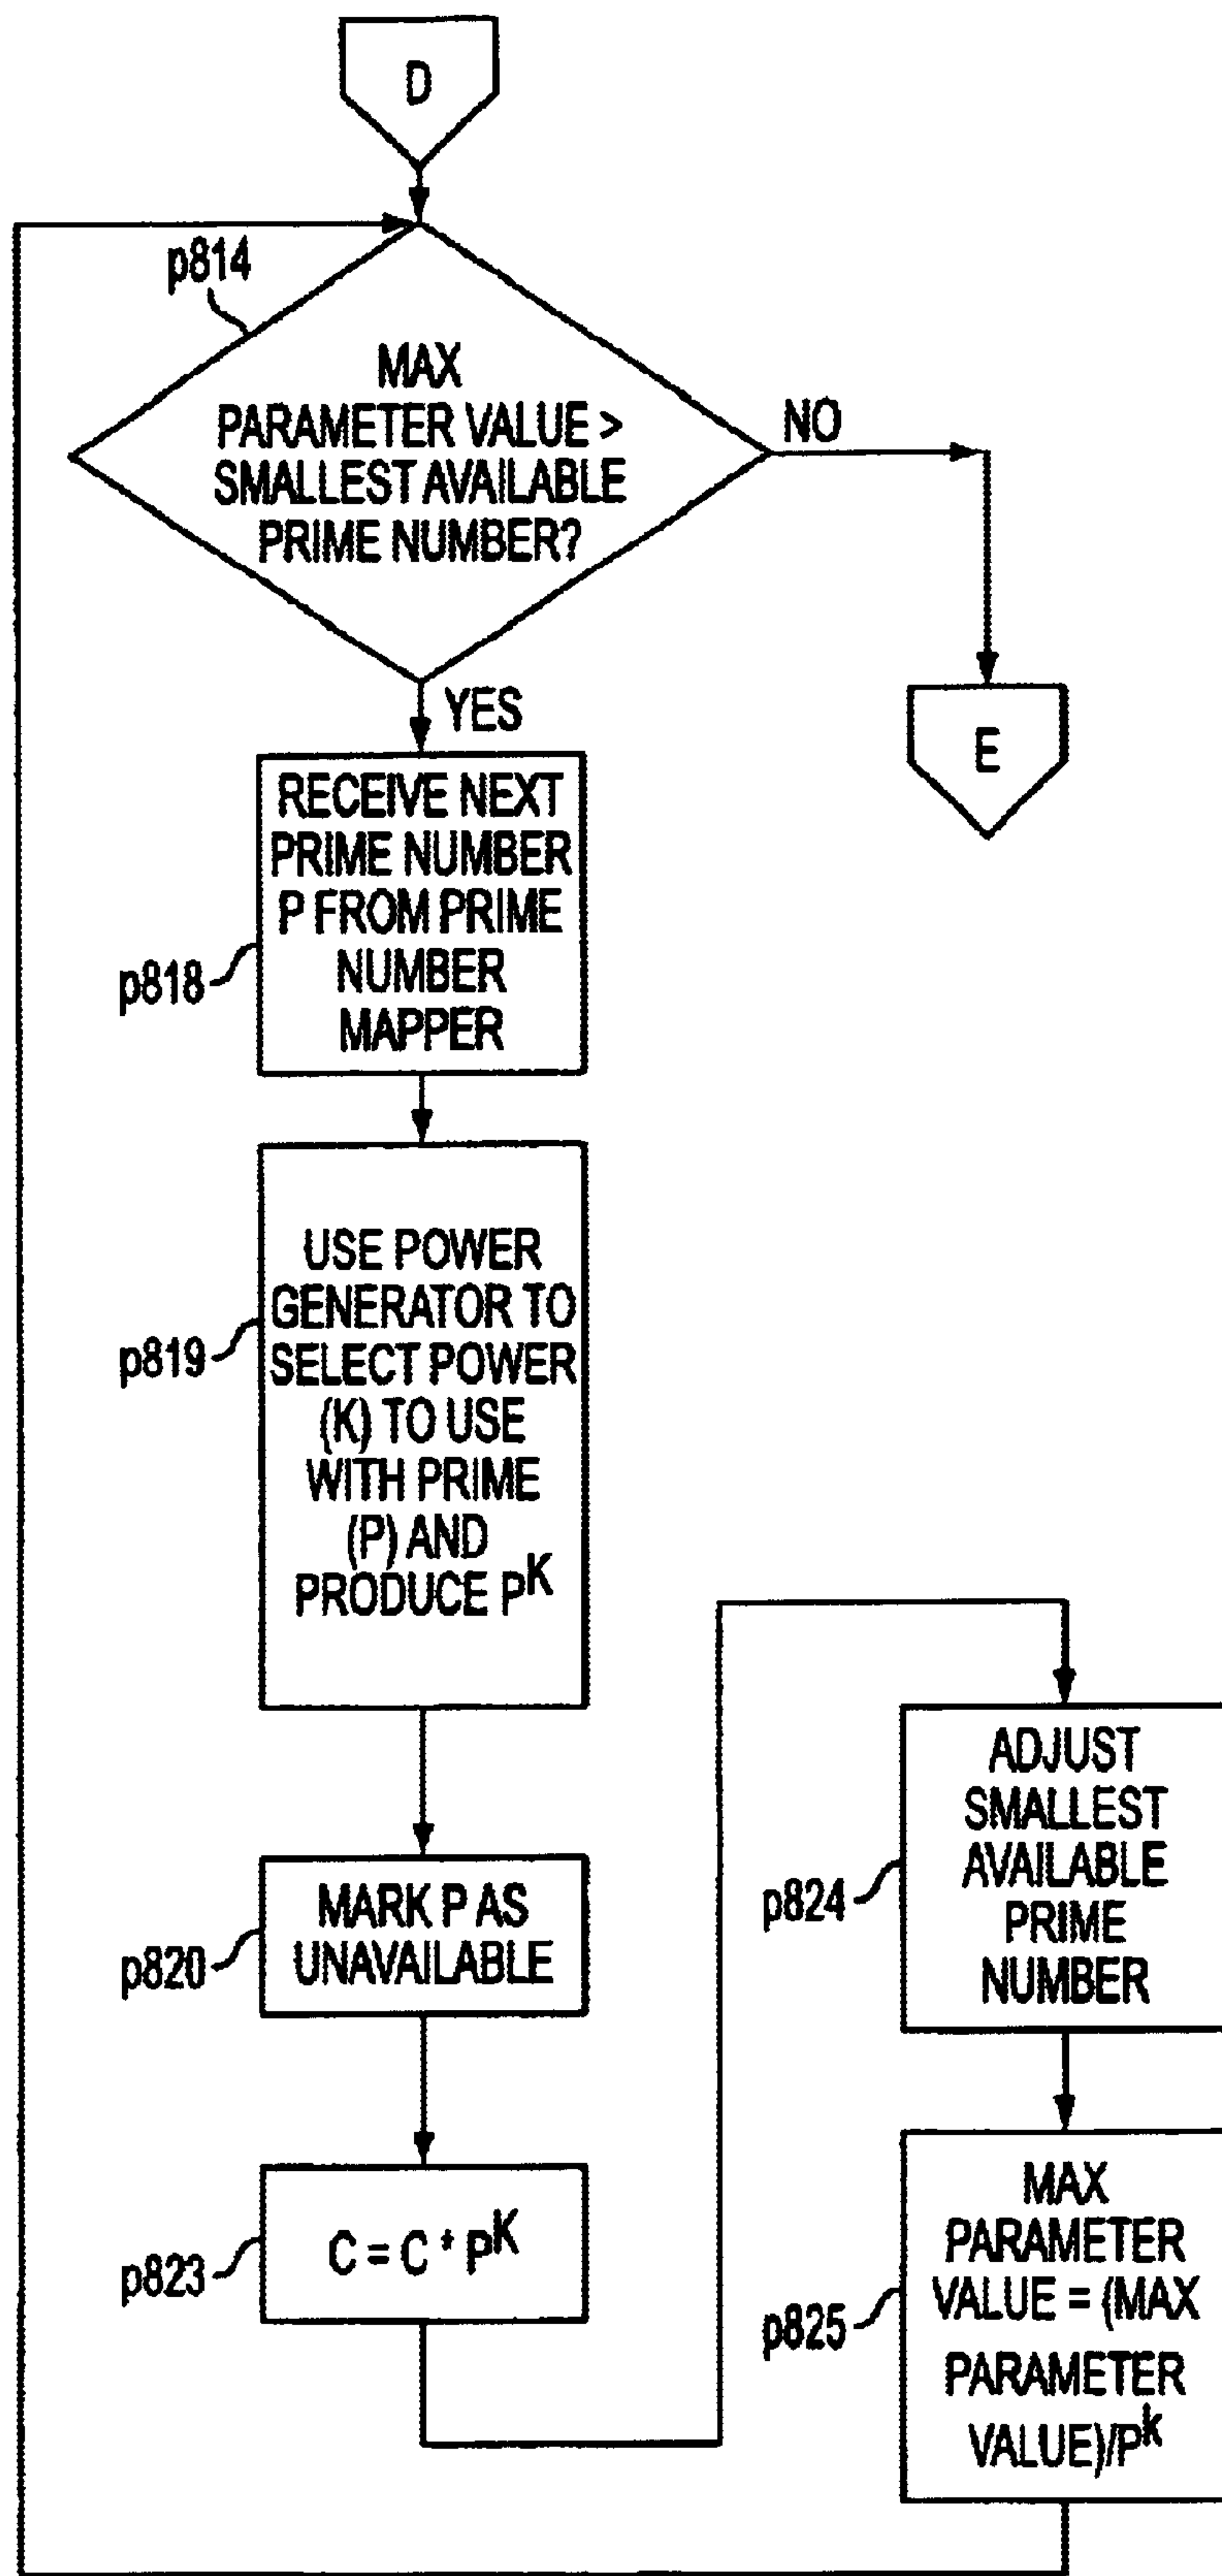 D
p814
MAX
PARAMETER VALUE >
SMALLEST AVAILABLE
PRIME NUMBER?
NO
E
YES
RECEIVE NEXT
PRIME NUMBER
P FROM PRIME
NUMBER
MAPPER
p818
USE POWER
GENERATOR TO
SELECT POWER
(K) TO USE
WITH PRIME
(P) AND
PRODUCE P^K
p819
MARK P AS
UNAVAILABLE
p820
C = C * P^K
p823
ADJUST
SMALLEST
AVAILABLE
PRIME
NUMBER
p824
MAX
PARAMETER
VALUE = (MAX
PARAMETER
VALUE)/P^k
p825